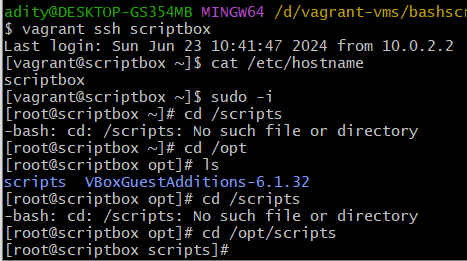 adity@DESKTOP-GS354MB MINGW64 /d/vagrant-vms/bashscr
$ vagrant ssh scriptbox
Last login: Sun Jun 23 10:41:47 2024 from 10.0.2.2
[vagrant@scriptbox ~]$ cat /etc/hostname
scriptbox
[vagrant@scriptbox ~]$ sudo -i
[root@scriptbox ~]# cd /scripts
-bash: cd: /scripts: No such file or directory
[root@scriptbox ~]# cd /opt
[root@scriptbox opt]# ls
scripts  VBoxGuestAdditions-6.1.32
[root@scriptbox opt]# cd /scripts
-bash: cd: /scripts: No such file or directory
[root@scriptbox opt]# cd /opt/scripts
[root@scriptbox scripts]#